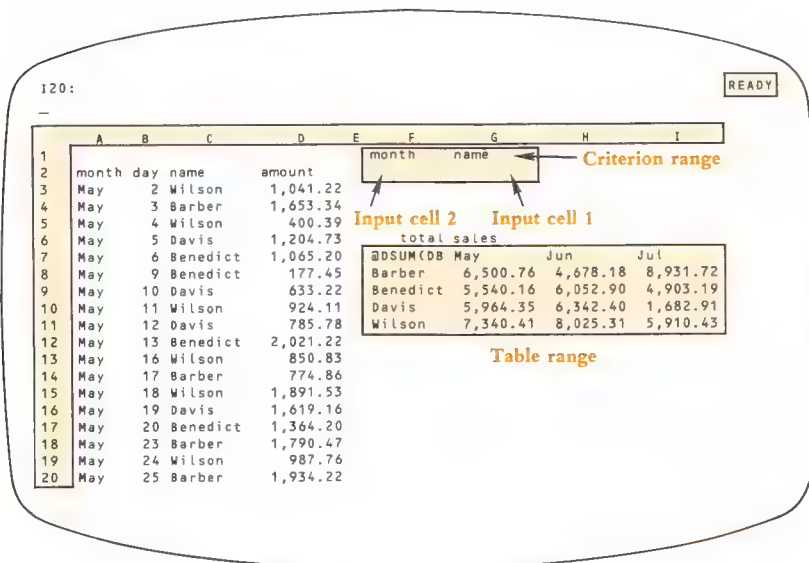 I20:
READY
_
A B C D E F G H I
1 month name Criterion range
2 month day name amount
3 May 2 Wilson 1,041.22
4 May 3 Barber 1,653.34
5 May 4 Wilson 400.39 Input cell 2 Input cell 1
6 May 5 Davis 1,204.73 total sales
7 May 6 Benedict 1,065.20 @DSUM(DB May Jun Jul
8 May 9 Benedict 177.45 Barber 6,500.76 4,678.18 8,931.72
9 May 10 Davis 633.22 Benedict 5,540.16 6,052.90 4,903.19
10 May 11 Wilson 924.11 Davis 5,964.35 6,342.40 1,682.91
11 May 12 Davis 785.78 Wilson 7,340.41 8,025.31 5,910.43
12 May 13 Benedict 2,021.22 Table range
13 May 16 Wilson 850.83
14 May 17 Barber 774.86
15 May 18 Wilson 1,891.53
16 May 19 Davis 1,619.16
17 May 20 Benedict 1,364.20
18 May 23 Barber 1,790.47
19 May 24 Wilson 987.76
20 May 25 Barber 1,934.22